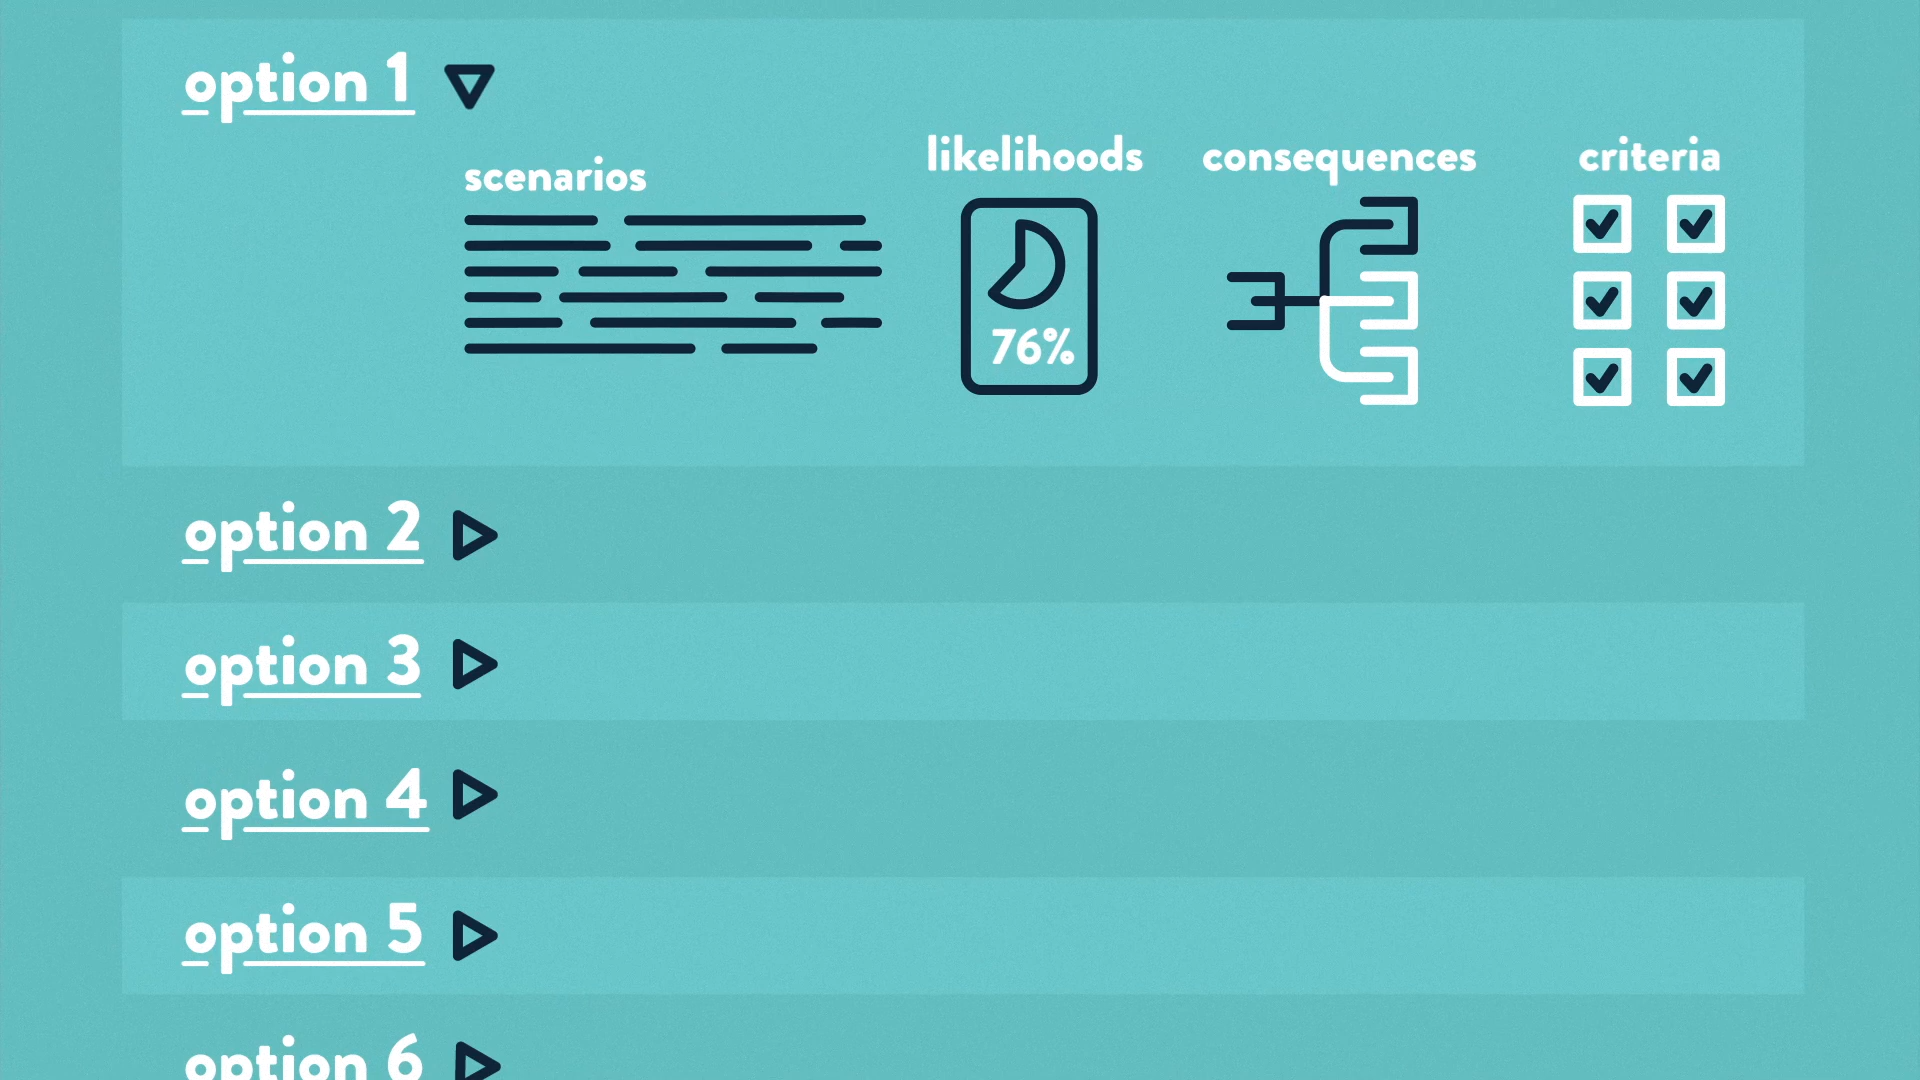 option 1
scenarios
likelihoods
consequences
criteria
76%
option 2
option 3
option 4
option 5
option 6